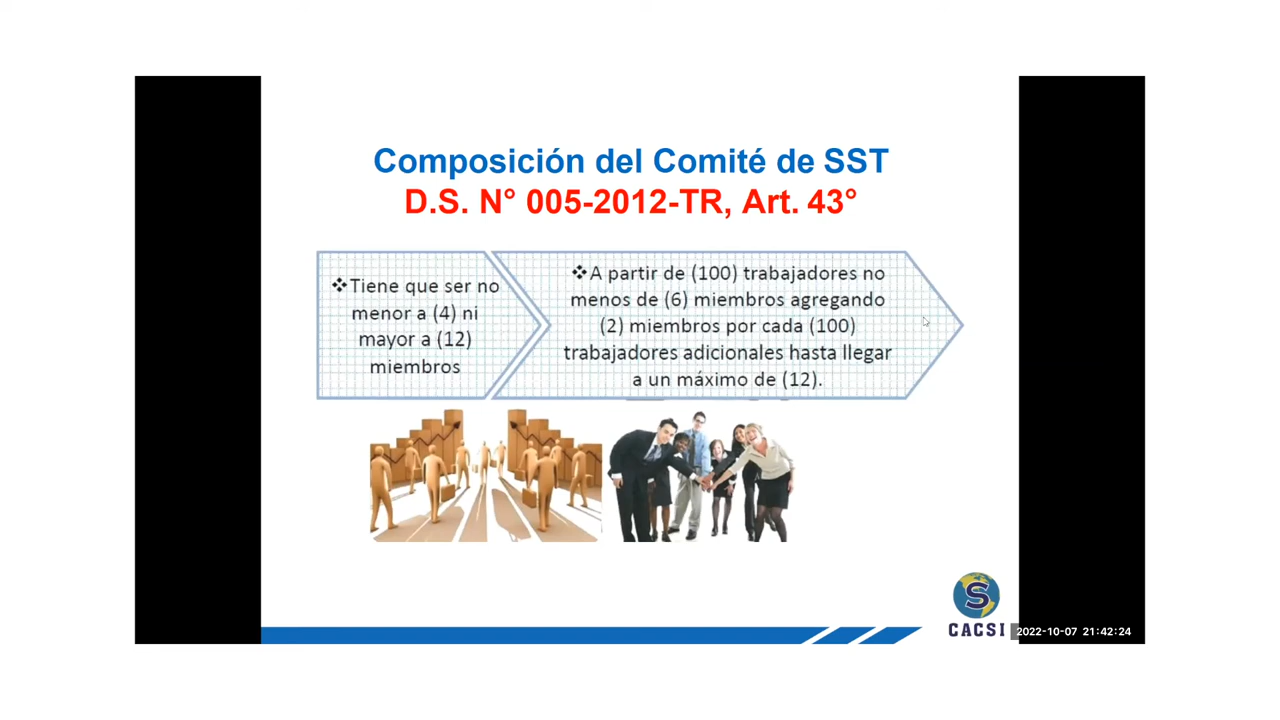 Composición del Comité de SST
D.S. N° 005-2012-TR, Art. 43°
❖Tiene que ser no
menor a (4) ni
mayor a (12)
miembros
❖A partir de (100) trabajadores no
menos de (6) miembros agregando
(2) miembros por cada (100)
trabajadores adicionales hasta llegar
a un máximo de (12).
S
CACSI
2022-10-07 21:42:24